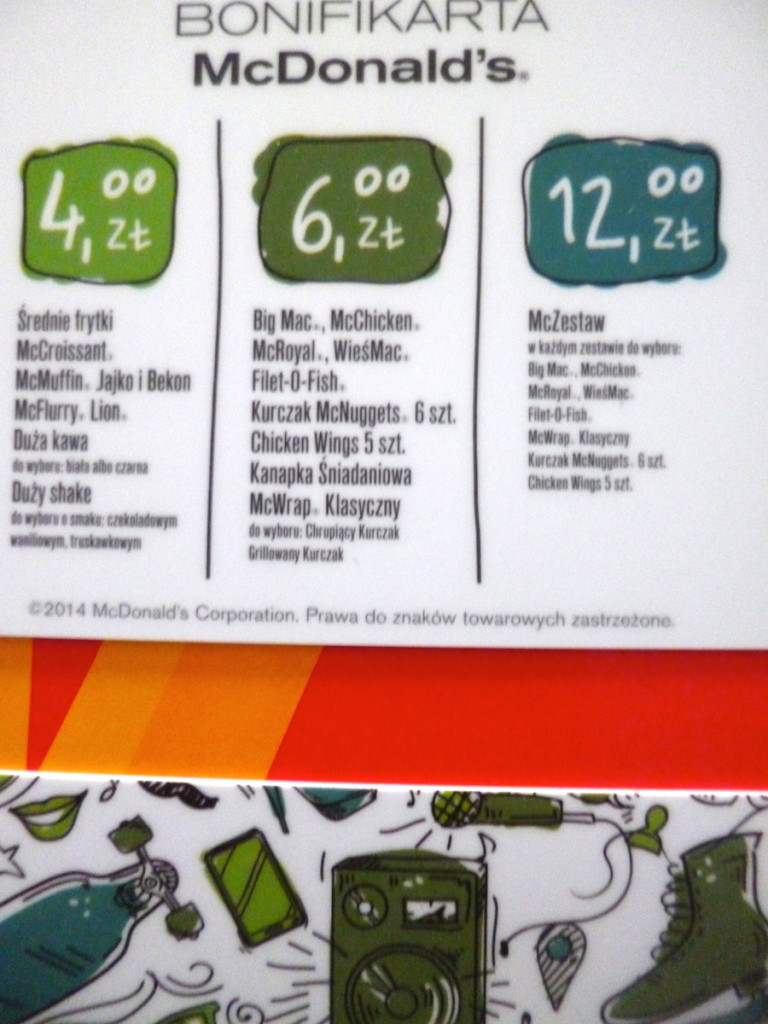 BONIFIKARTA
McDonald's®
4,00 zł
Średnie frytki
McCroissant®
McMuffin® Jajko i Bekon
McFlurry® Lion®
Duża kawa
do wyboru: biała albo czarna
Duży shake
do wyboru o smaku: czekoladowym
waniliowym, truskawkowym
6,00 zł
Big Mac®, McChicken®
McRoyal®, WieśMac®
Filet-O-Fish®
Kurczak McNuggets® 6 szt.
Chicken Wings 5 szt.
Kanapka Śniadaniowa
McWrap® Klasyczny
do wyboru: Chrupiący Kurczak
Grillowany Kurczak
12,00 zł
McZestaw
w każdym zestawie do wyboru:
Big Mac®, McChicken®
McRoyal®, WieśMac®
Filet-O-Fish®
McWrap® Klasyczny
Kurczak McNuggets® 6 szt.
Chicken Wings 5 szt.
©2014 McDonald's Corporation. Prawa do znaków towarowych zastrzeżone.